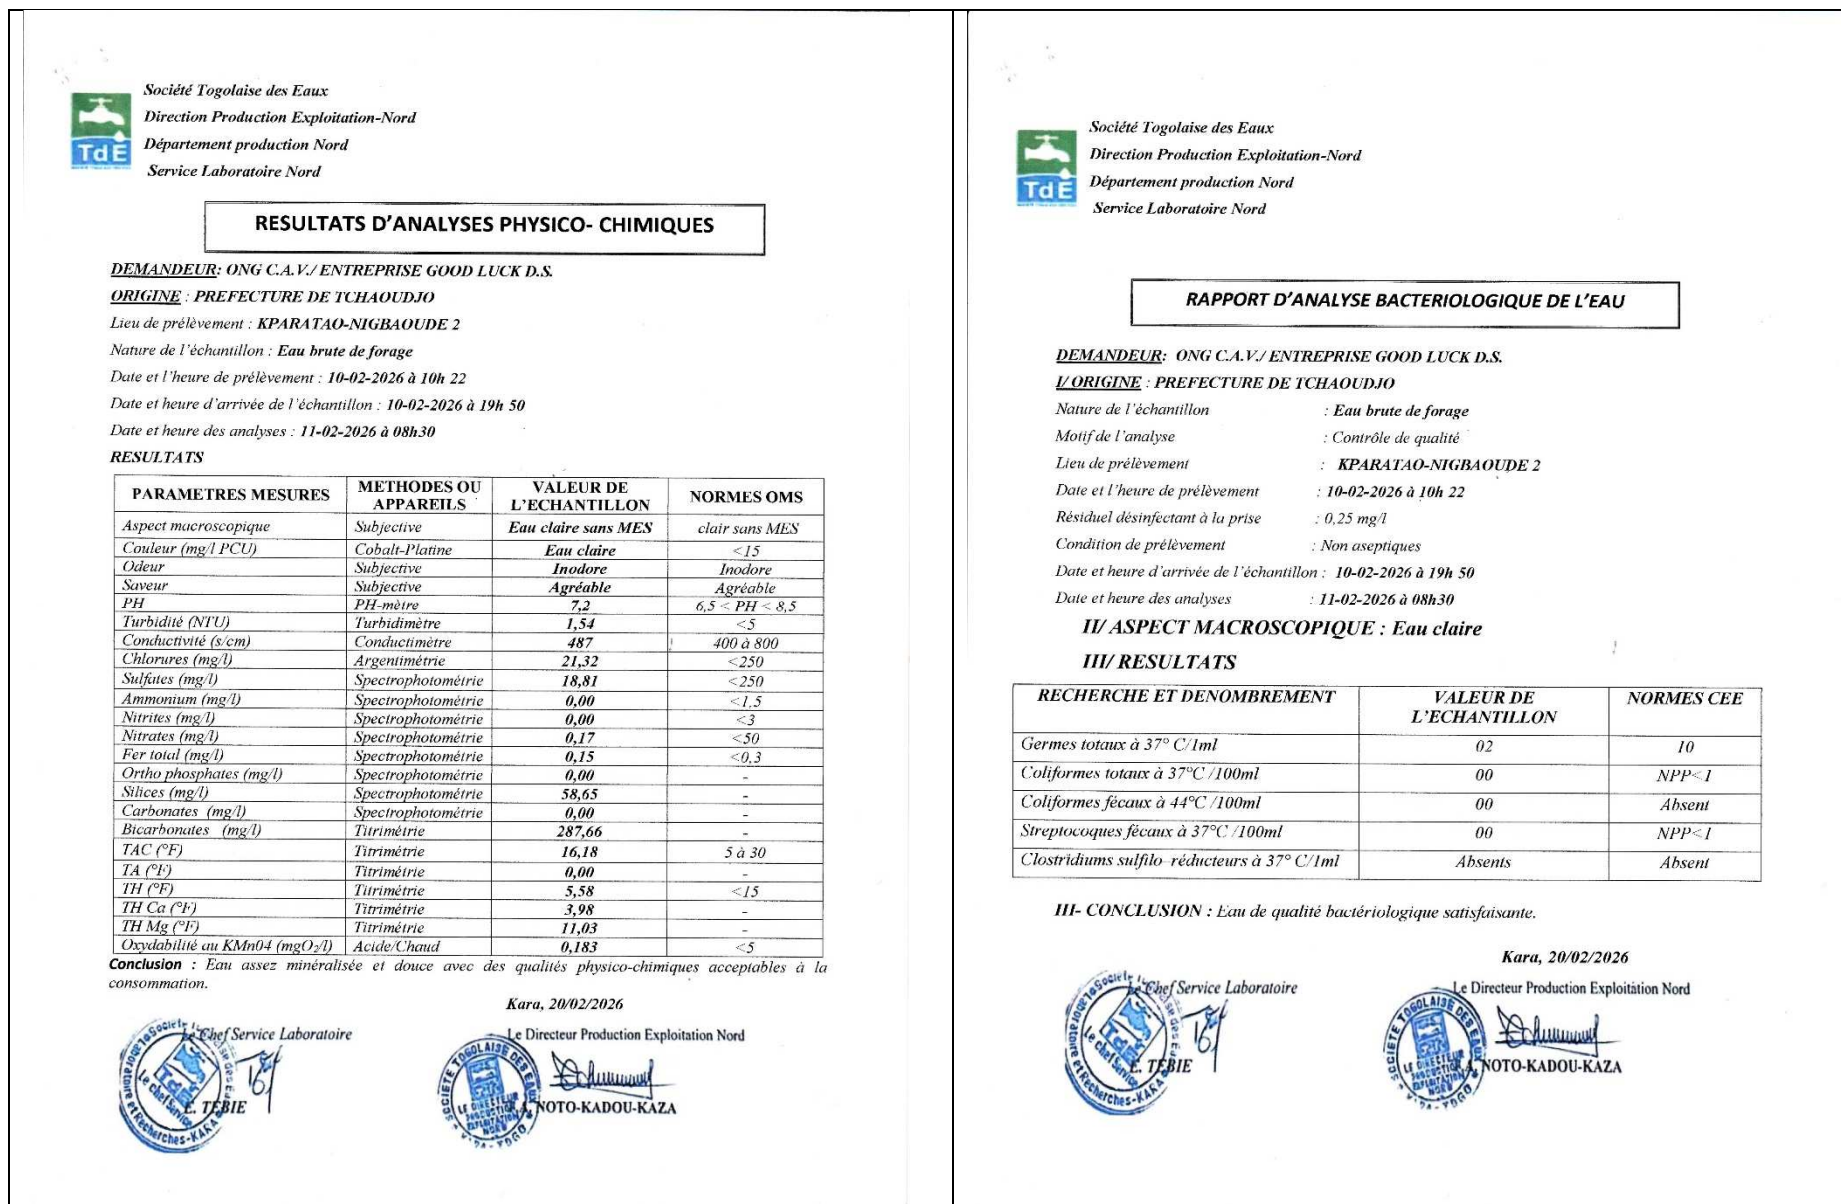 Société Togolaise des Eaux
Direction Production Exploitation-Nord
Département production Nord
Service Laboratoire Nord
TdE
RESULTATS D'ANALYSES PHYSICO- CHIMIQUES
DEMANDEUR: ONG C.A.V./ ENTREPRISE GOOD LUCK D.S.
ORIGINE : PREFECTURE DE TCHAOUDJO
Lieu de prélèvement : KPARATAO-NIGBAOUDE 2
Nature de l'échantillon : Eau brute de forage
Date et l'heure de prélèvement : 10-02-2026 à 10h 22
Date et heure d'arrivée de l'échantillon : 10-02-2026 à 19h 50
Date et heure des analyses : 11-02-2026 à 08h30
RESULTATS
PARAMETRES MESURES METHODES OU APPAREILS VALEUR DE L'ECHANTILLON NORMES OMS
Aspect macroscopique Subjective Eau claire sans MES clair sans MES
Couleur (mg/l PCU) Cobalt-Platine Eau claire <15
Odeur Subjective Inodore Inodore
Saveur Subjective Agréable Agréable
PH PH-mètre 7,2 6,5 < PH < 8,5
Turbidité (NTU) Turbidimètre 1,54 <5
Conductivité (s/cm) Conductimètre 487 400 à 800
Chlorures (mg/l) Argentimétrie 21,32 <250
Sulfates (mg/l) Spectrophotométrie 18,81 <250
Ammonium (mg/l) Spectrophotométrie 0,00 <1,5
Nitrites (mg/l) Spectrophotométrie 0,00 <3
Nitrates (mg/l) Spectrophotométrie 0,17 <50
Fer total (mg/l) Spectrophotométrie 0,15 <0,3
Ortho phosphates (mg/l) Spectrophotométrie 0,00 -
Silices (mg/l) Spectrophotométrie 58,65 -
Carbonates (mg/l) Spectrophotométrie 0,00 -
Bicarbonates (mg/l) Titrimétrie 287,66 -
TAC (°F) Titrimétrie 16,18 5 à 30
TA (°F) Titrimétrie 0,00 -
TH (°F) Titrimétrie 5,58 <15
TH Ca (°F) Titrimétrie 3,98 -
TH Mg (°F) Titrimétrie 11,03 -
Oxydabilité au KMn04 (mgO₂/l) Acide/Chaud 0,183 <5
Conclusion : Eau assez minéralisée et douce avec des qualités physico-chimiques acceptables à la
consommation.
Kara, 20/02/2026
Le Chef Service Laboratoire Le Directeur Production Exploitation Nord
E. TEBIE A. NOTO-KADOU-KAZA
Société Togolaise des Eaux
Direction Production Exploitation-Nord
Département production Nord
Service Laboratoire Nord
TdE
RAPPORT D'ANALYSE BACTERIOLOGIQUE DE L'EAU
DEMANDEUR: ONG C.A.V./ ENTREPRISE GOOD LUCK D.S.
I/ ORIGINE : PREFECTURE DE TCHAOUDJO
Nature de l'échantillon : Eau brute de forage
Motif de l'analyse : Contrôle de qualité
Lieu de prélèvement : KPARATAO-NIGBAOUDE 2
Date et l'heure de prélèvement : 10-02-2026 à 10h 22
Résiduel désinfectant à la prise : 0,25 mg/l
Condition de prélèvement : Non aseptiques
Date et heure d'arrivée de l'échantillon : 10-02-2026 à 19h 50
Date et heure des analyses : 11-02-2026 à 08h30
II/ ASPECT MACROSCOPIQUE : Eau claire
III/ RESULTATS
RECHERCHE ET DENOMBREMENT VALEUR DE L'ECHANTILLON NORMES CEE
Germes totaux à 37° C/1ml 02 10
Coliformes totaux à 37°C /100ml 00 NPP<1
Coliformes fécaux à 44°C /100ml 00 Absent
Streptocoques fécaux à 37°C /100ml 00 NPP<1
Clostridiums sulfilo-réducteurs à 37° C/1ml Absents Absent
III- CONCLUSION : Eau de qualité bactériologique satisfaisante.
Kara, 20/02/2026
Le Chef Service Laboratoire Le Directeur Production Exploitation Nord
E. TEBIE A. NOTO-KADOU-KAZA